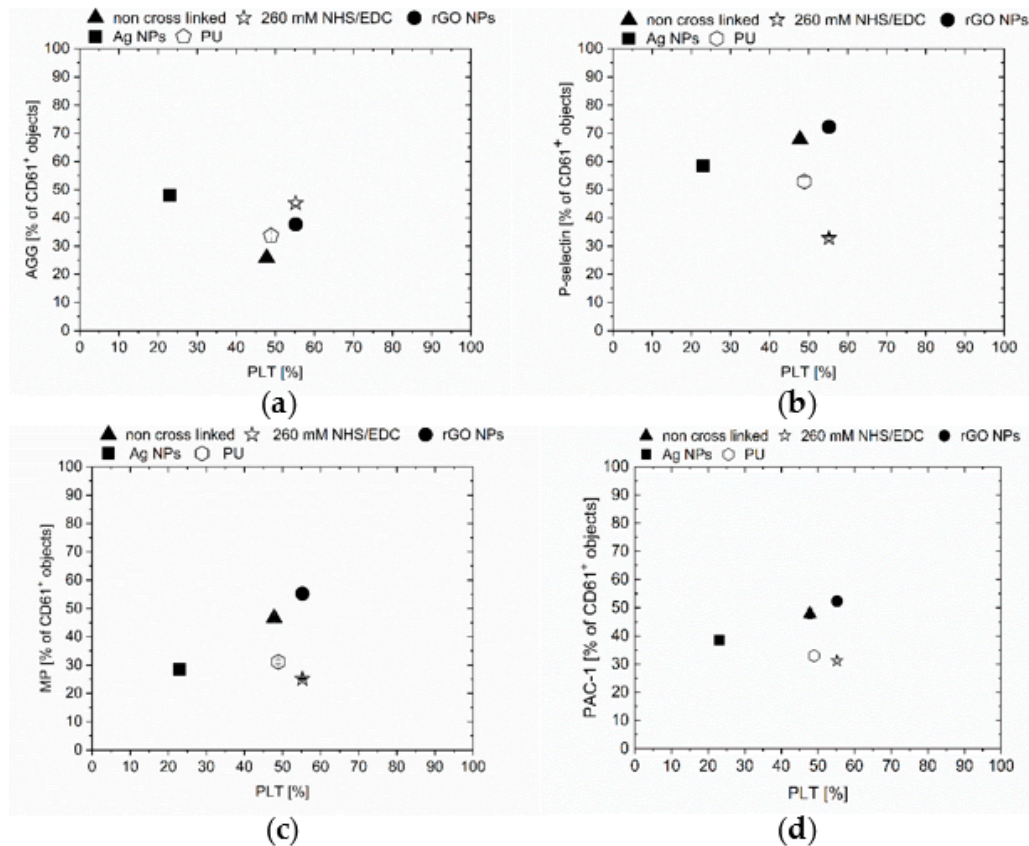 non cross linked 260 mM NHS/EDC rGO NPs
Ag NPs PU
100
90
80
70
60
50
40
30
20
10
0
AGG [% of CD61+ objects]
0 10 20 30 40 50 60 70 80 90 100
PLT [%]
(a)
non cross linked 260 mM NHS/EDC rGO NPs
Ag NPs PU
100
90
80
70
60
50
40
30
20
10
0
P-selectin [% of CD61+ objects]
0 10 20 30 40 50 60 70 80 90 100
PLT [%]
(b)
non cross linked 260 mM NHS/EDC rGO NPs
Ag NPs PU
100
90
80
70
60
50
40
30
20
10
0
MP [% of CD61+ objects]
0 10 20 30 40 50 60 70 80 90 100
PLT [%]
(c)
non cross linked 260 mM NHS/EDC rGO NPs
Ag NPs PU
100
90
80
70
60
50
40
30
20
10
0
PAC-1 [% of CD61+ objects]
0 10 20 30 40 50 60 70 80 90 100
PLT [%]
(d)